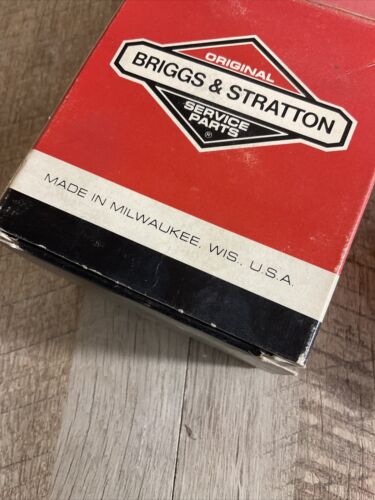 ORIGINAL
BRIGGS & STRATTON
SERVICE
PARTS
®
MADE IN MILWAUKEE, WIS., U.S.A.